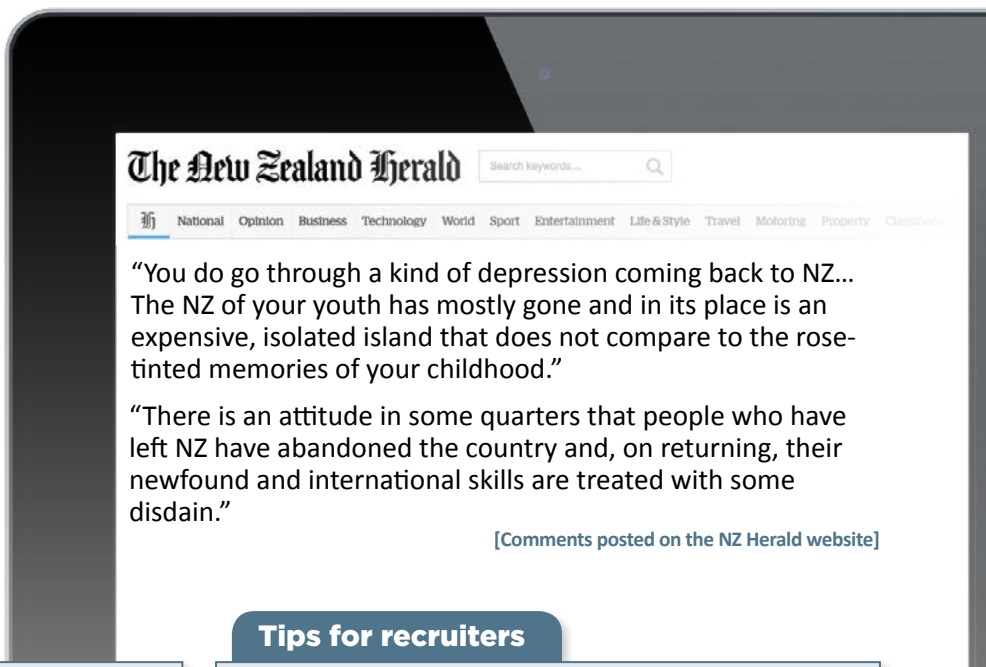 The New Zealand Herald
Search keywords...
H National Opinion Business Technology World Sport Entertainment Life & Style Travel Motoring Property Classifieds
“You do go through a kind of depression coming back to NZ…
The NZ of your youth has mostly gone and in its place is an
expensive, isolated island that does not compare to the rose-
tinted memories of your childhood.”
“There is an attitude in some quarters that people who have
left NZ have abandoned the country and, on returning, their
newfound and international skills are treated with some
disdain.”
[Comments posted on the NZ Herald website]
Tips for recruiters